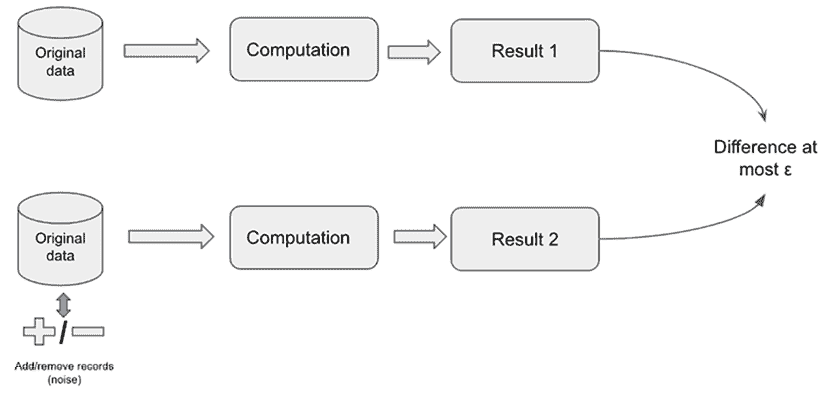 Original
data
Computation
Result 1
Difference at
most ε
Original
data
Computation
Result 2
+/-
Add/remove records
(noise)